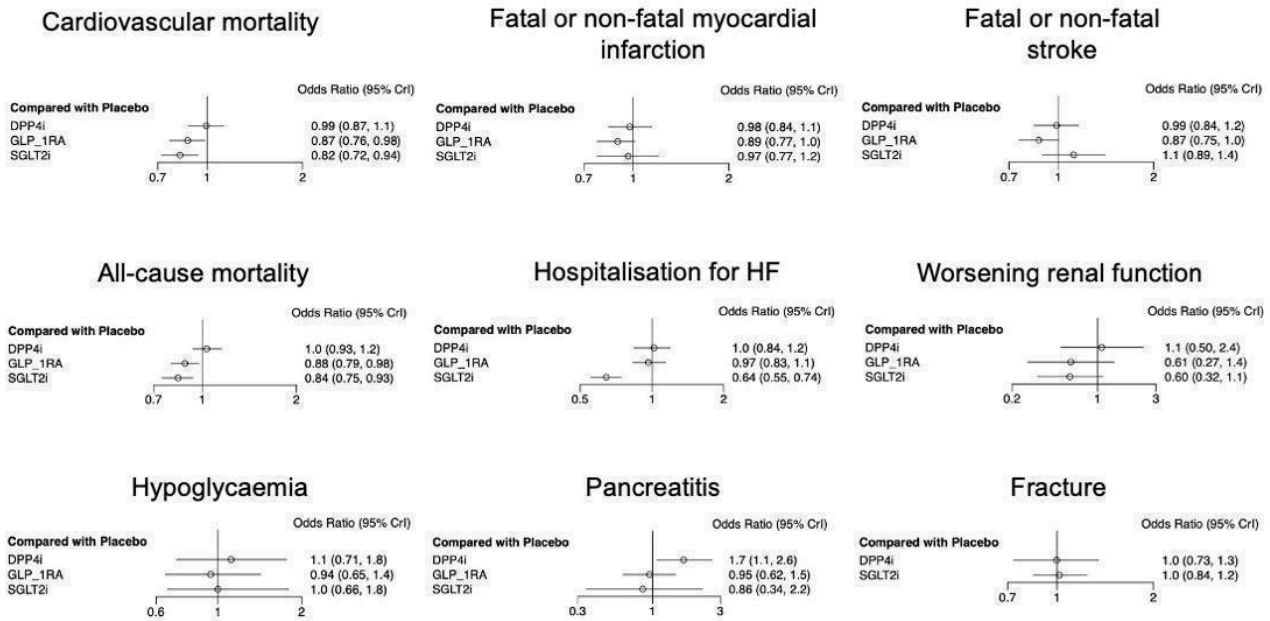 Cardiovascular mortality
Odds Ratio (95% CrI)
Compared with Placebo
DPP4i 0.99 (0.87, 1.1)
GLP_1RA 0.87 (0.76, 0.98)
SGLT2i 0.82 (0.72, 0.94)
0.7 1 2
Fatal or non-fatal myocardial
infarction
Odds Ratio (95% CrI)
Compared with Placebo
DPP4i 0.98 (0.84, 1.1)
GLP_1RA 0.89 (0.77, 1.0)
SGLT2i 0.97 (0.77, 1.2)
0.7 1 2
Fatal or non-fatal
stroke
Odds Ratio (95% CrI)
Compared with Placebo
DPP4i 0.99 (0.84, 1.2)
GLP_1RA 0.87 (0.75, 1.0)
SGLT2i 1.1 (0.89, 1.4)
0.7 1 2
All-cause mortality
Odds Ratio (95% CrI)
Compared with Placebo
DPP4i 1.0 (0.93, 1.2)
GLP_1RA 0.88 (0.79, 0.98)
SGLT2i 0.84 (0.75, 0.93)
0.7 1 2
Hospitalisation for HF
Odds Ratio (95% CrI)
Compared with Placebo
DPP4i 1.0 (0.84, 1.2)
GLP_1RA 0.97 (0.83, 1.1)
SGLT2i 0.64 (0.55, 0.74)
0.5 1 2
Worsening renal function
Odds Ratio (95% CrI)
Compared with Placebo
DPP4i 1.1 (0.50, 2.4)
GLP_1RA 0.61 (0.27, 1.4)
SGLT2i 0.60 (0.32, 1.1)
0.2 1 3
Hypoglycaemia
Odds Ratio (95% CrI)
Compared with Placebo
DPP4i 1.1 (0.71, 1.8)
GLP_1RA 0.94 (0.65, 1.4)
SGLT2i 1.0 (0.66, 1.8)
0.6 1 2
Pancreatitis
Odds Ratio (95% CrI)
Compared with Placebo
DPP4i 1.7 (1.1, 2.6)
GLP_1RA 0.95 (0.62, 1.5)
SGLT2i 0.86 (0.34, 2.2)
0.3 1 3
Fracture
Odds Ratio (95% CrI)
Compared with Placebo
DPP4i 1.0 (0.73, 1.3)
SGLT2i 1.0 (0.84, 1.2)
0.7 1 2